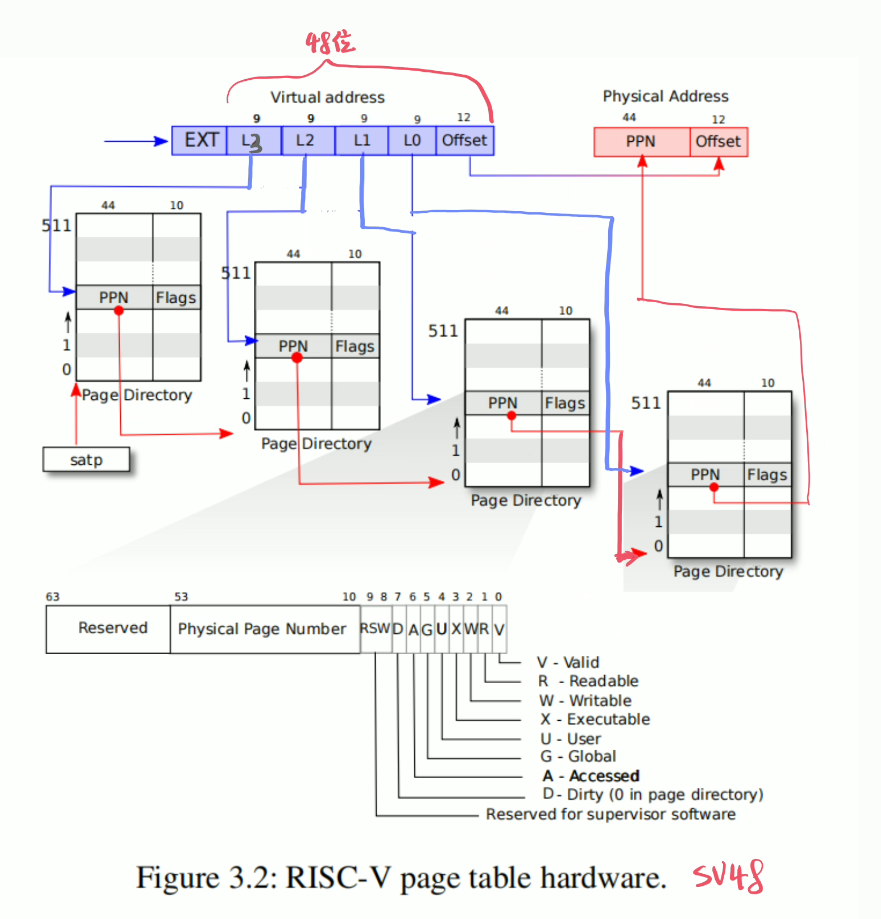 48位
Virtual address
Physical Address
9 9 9 9 12
44 12
EXT L3 L2 L1 L0 Offset
PPN Offset
44 10
511
PPN Flags
1
0
Page Directory
satp
44 10
511
PPN Flags
1
0
Page Directory
44 10
511
PPN Flags
1
0
Page Directory
44 10
511
PPN Flags
1
0
Page Directory
63 53 10 9 8 7 6 5 4 3 2 1 0
Reserved Physical Page Number RSW D A G U X W R V
V - Valid
R - Readable
W - Writable
X - Executable
U - User
G - Global
A - Accessed
D - Dirty (0 in page directory)
Reserved for supervisor software
Figure 3.2: RISC-V page table hardware. SV48